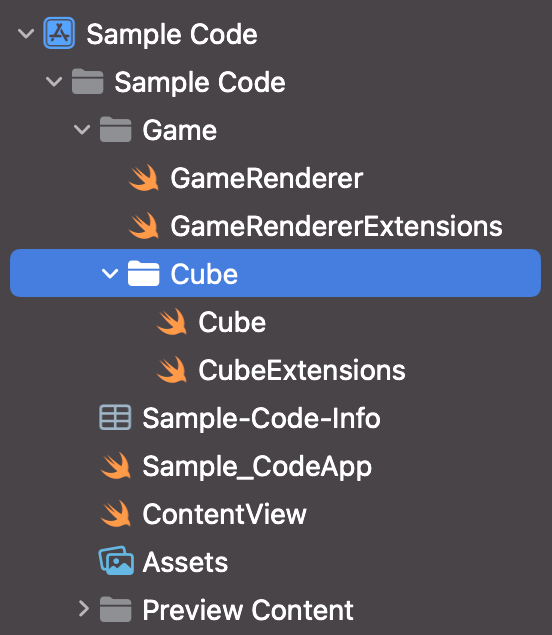 Sample Code
Sample Code
Game
GameRenderer
GameRendererExtensions
Cube
Cube
CubeExtensions
Sample-Code-Info
Sample_CodeApp
ContentView
Assets
Preview Content